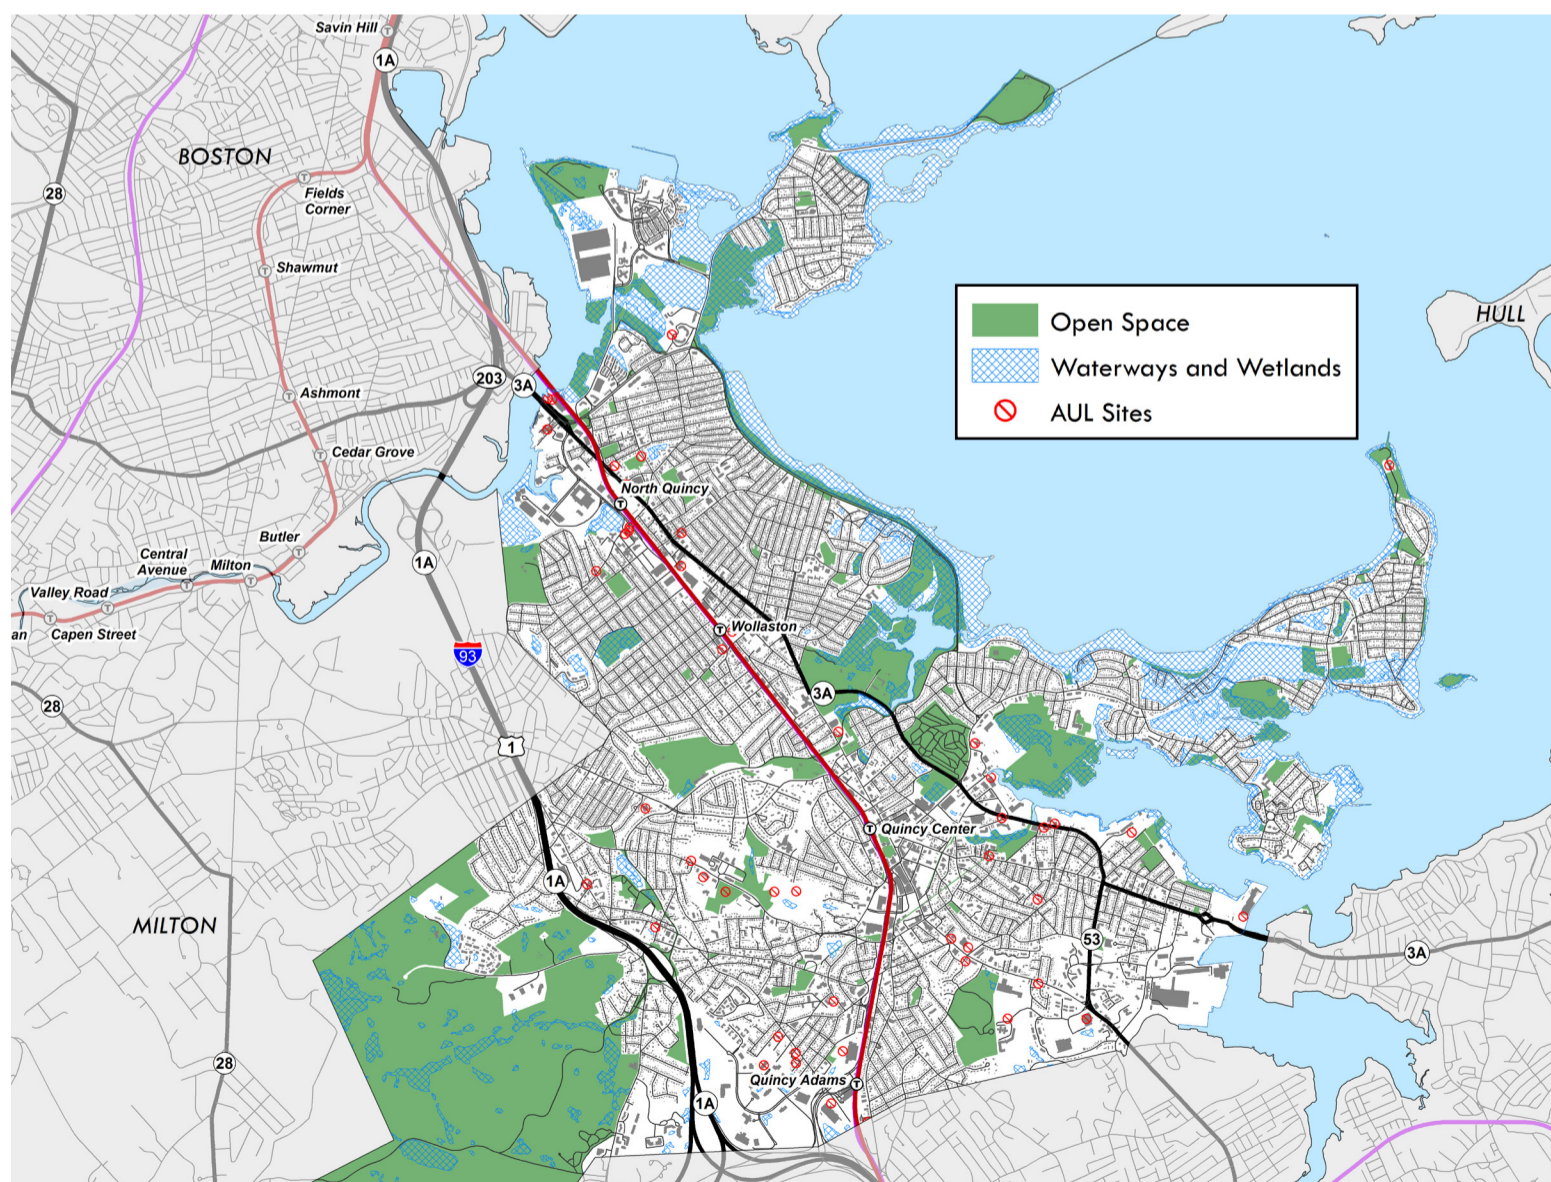 Savin Hill
1A
BOSTON
28
Fields
Corner
Shawmut
Open Space
HULL
Waterways and Wetlands
203
3A
Ashmont
AUL Sites
Cedar Grove
North Quincy
Butler
Central
Avenue
Milton
1A
Valley Road
an
Capen Street
Wollaston
93
3A
28
1
Quincy Center
1A
MILTON
53
3A
28
Quincy Adams
1A